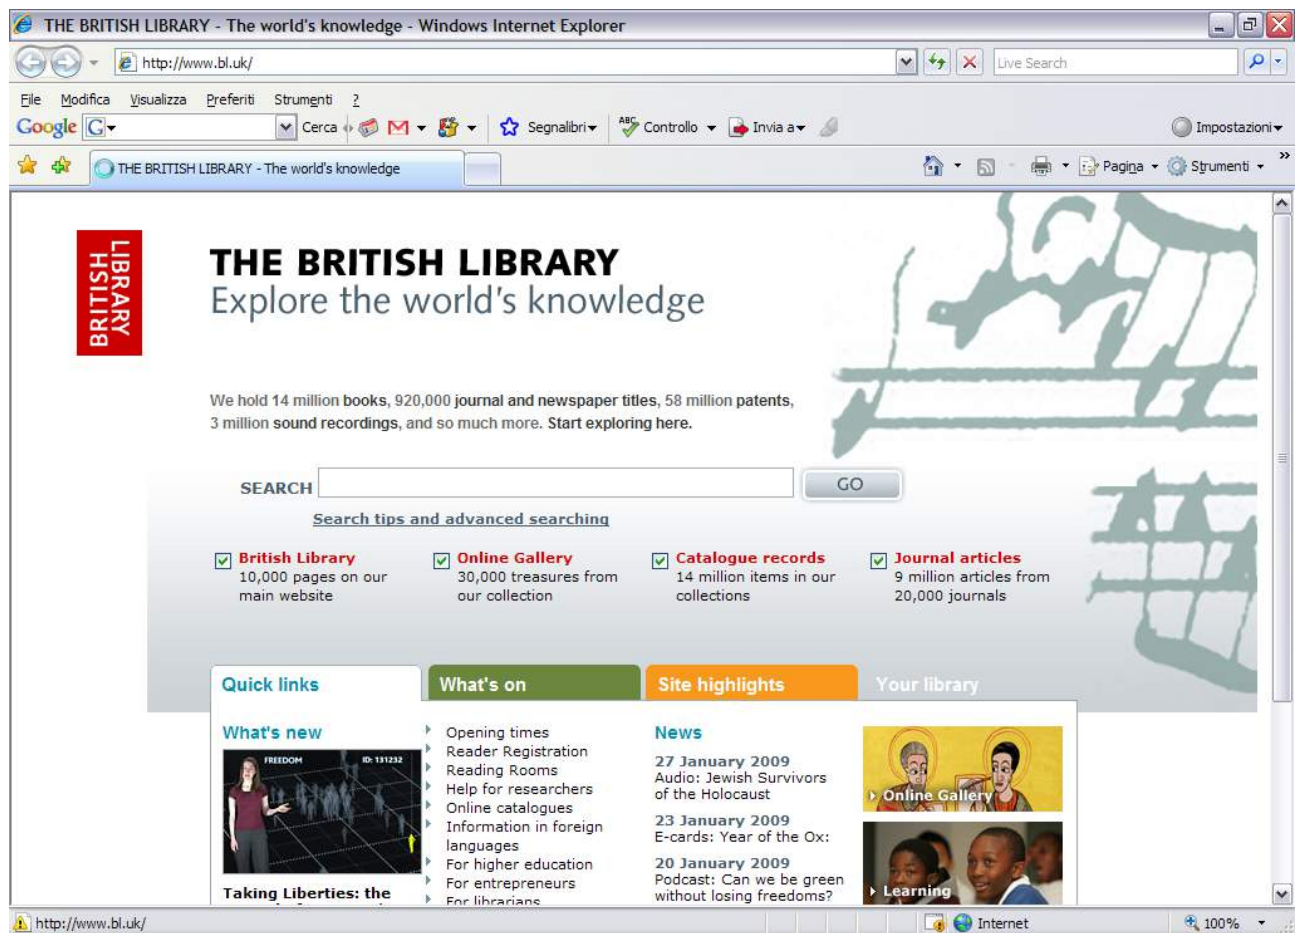 THE BRITISH LIBRARY - The world's knowledge - Windows Internet Explorer
http://www.bl.uk/
Live Search
File Modifica Visualizza Preferiti Strumenti ?
Google G Cerca Segnalibri ABC Controllo Invia a Impostazioni
THE BRITISH LIBRARY - The world's knowledge
Pagina Strumenti »
BRITISH
LIBRARY
THE BRITISH LIBRARY
Explore the world's knowledge
We hold 14 million books, 920,000 journal and newspaper titles, 58 million patents,
3 million sound recordings, and so much more. Start exploring here.
SEARCH
GO
Search tips and advanced searching
British Library
10,000 pages on our
main website
Online Gallery
30,000 treasures from
our collection
Catalogue records
14 million items in our
collections
Journal articles
9 million articles from
20,000 journals
Quick links
What's on
Site highlights
Your library
What's new
FREEDOM
ID: 131232
Taking Liberties: the
Opening times
Reader Registration
Reading Rooms
Help for researchers
Online catalogues
Information in foreign
languages
For higher education
For entrepreneurs
For librarians
News
27 January 2009
Audio: Jewish Survivors
of the Holocaust
23 January 2009
E-cards: Year of the Ox:
20 January 2009
Podcast: Can we be green
without losing freedoms?
Online Gallery
Learning
http://www.bl.uk/
Internet
100%